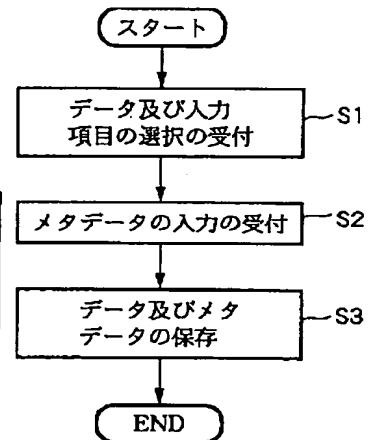 スタート
データ及び入力
項目の選択の受付
S1
メタデータの入力の受付
S2
データ及びメタ
データの保存
S3
END